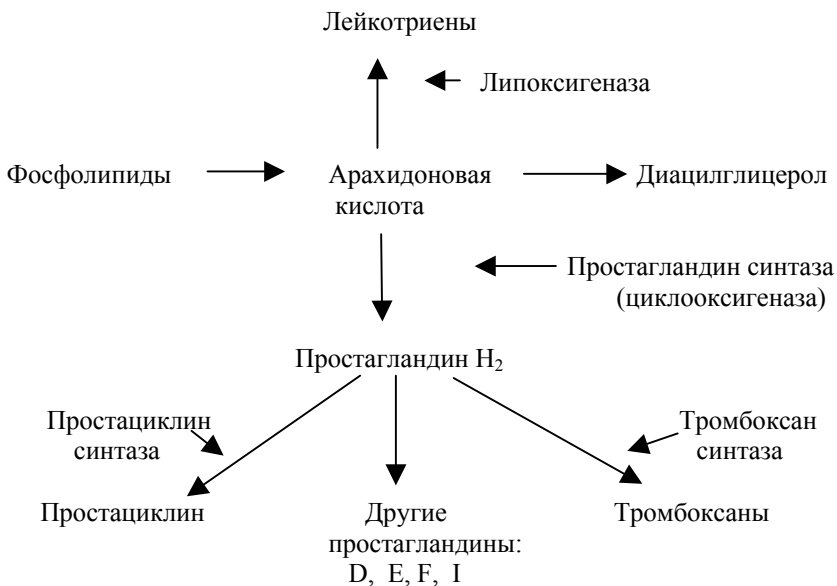 Лейкотриены
Липоксигеназа
Фосфолипиды Арахидоновая Диацилглицерол
кислота
Простагландин синтаза
(циклооксигеназа)
Простагландин H₂
Простациклин Тромбоксан
синтаза синтаза
Простациклин Другие Тромбоксаны
простагландины:
D, E, F, I